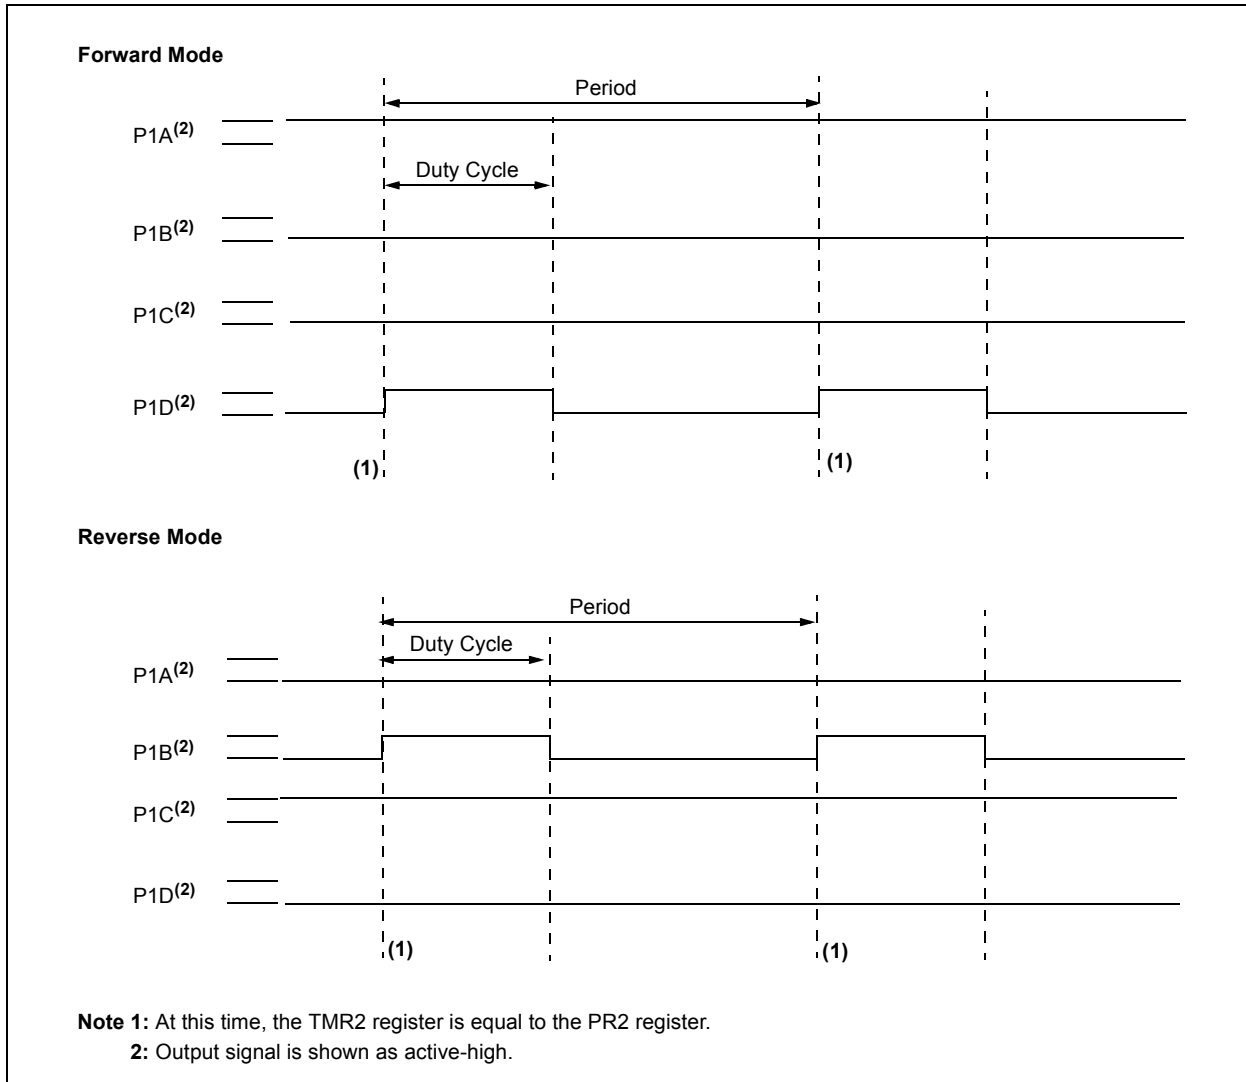 Forward Mode
Period
P1A(2)
Duty Cycle
P1B(2)
P1C(2)
P1D(2)
(1)
(1)
Reverse Mode
Period
Duty Cycle
P1A(2)
P1B(2)
P1C(2)
P1D(2)
(1)
(1)
Note 1: At this time, the TMR2 register is equal to the PR2 register.
2: Output signal is shown as active-high.